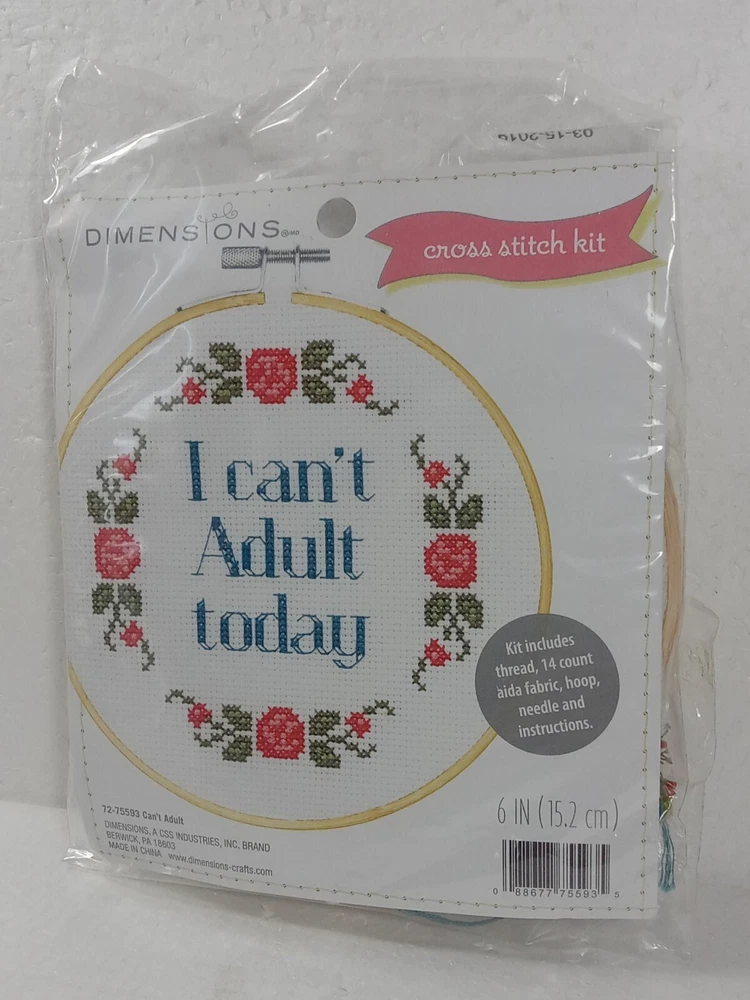 03-15-2016
DIMENSIONS®MD
cross stitch kit
I can't
Adult
today
Kit includes
thread, 14 count
aida fabric, hoop,
needle and
instructions.
72-75593 Can't Adult
DIMENSIONS, A CSS INDUSTRIES, INC. BRAND
BERWICK, PA 18603
MADE IN CHINA www.dimensions-crafts.com
6 IN (15.2 cm)
0 88677 75593 5